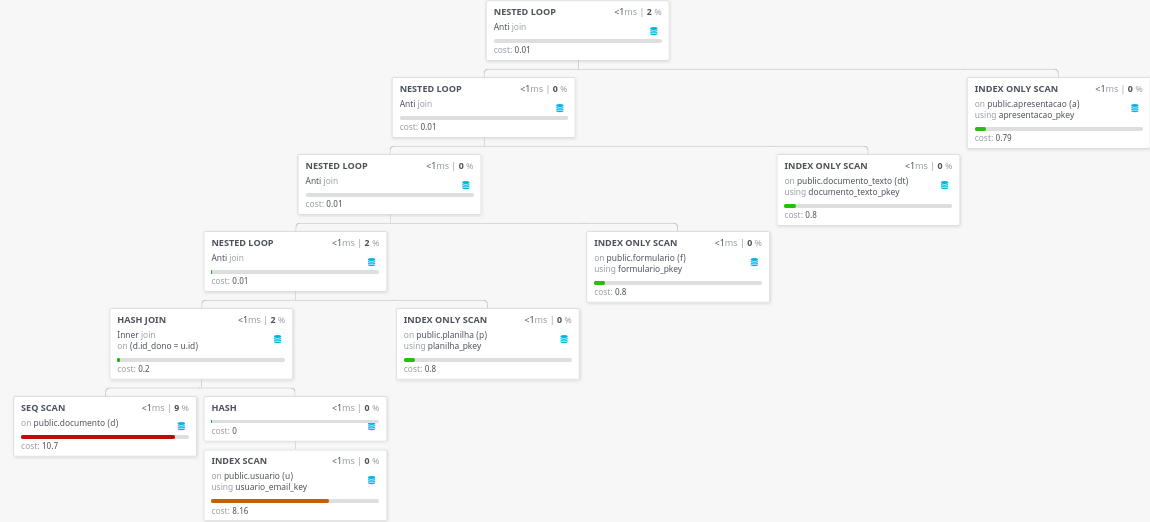 NESTED LOOP <1ms | 2 %
Anti join
cost: 0.01
NESTED LOOP <1ms | 0 %
Anti join
cost: 0.01
INDEX ONLY SCAN <1ms | 0 %
on public.apresentacao (a)
using apresentacao_pkey
cost: 0.79
NESTED LOOP <1ms | 0 %
Anti join
cost: 0.01
INDEX ONLY SCAN <1ms | 0 %
on public.documento_texto (dt)
using documento_texto_pkey
cost: 0.8
NESTED LOOP <1ms | 2 %
Anti join
cost: 0.01
INDEX ONLY SCAN <1ms | 0 %
on public.formulario (f)
using formulario_pkey
cost: 0.8
HASH JOIN <1ms | 2 %
Inner join
on (d.id_dono = u.id)
cost: 0.2
INDEX ONLY SCAN <1ms | 0 %
on public.planilha (p)
using planilha_pkey
cost: 0.8
SEQ SCAN <1ms | 9 %
on public.documento (d)
cost: 10.7
HASH <1ms | 0 %
cost: 0
INDEX SCAN <1ms | 0 %
on public.usuario (u)
using usuario_email_key
cost: 8.16